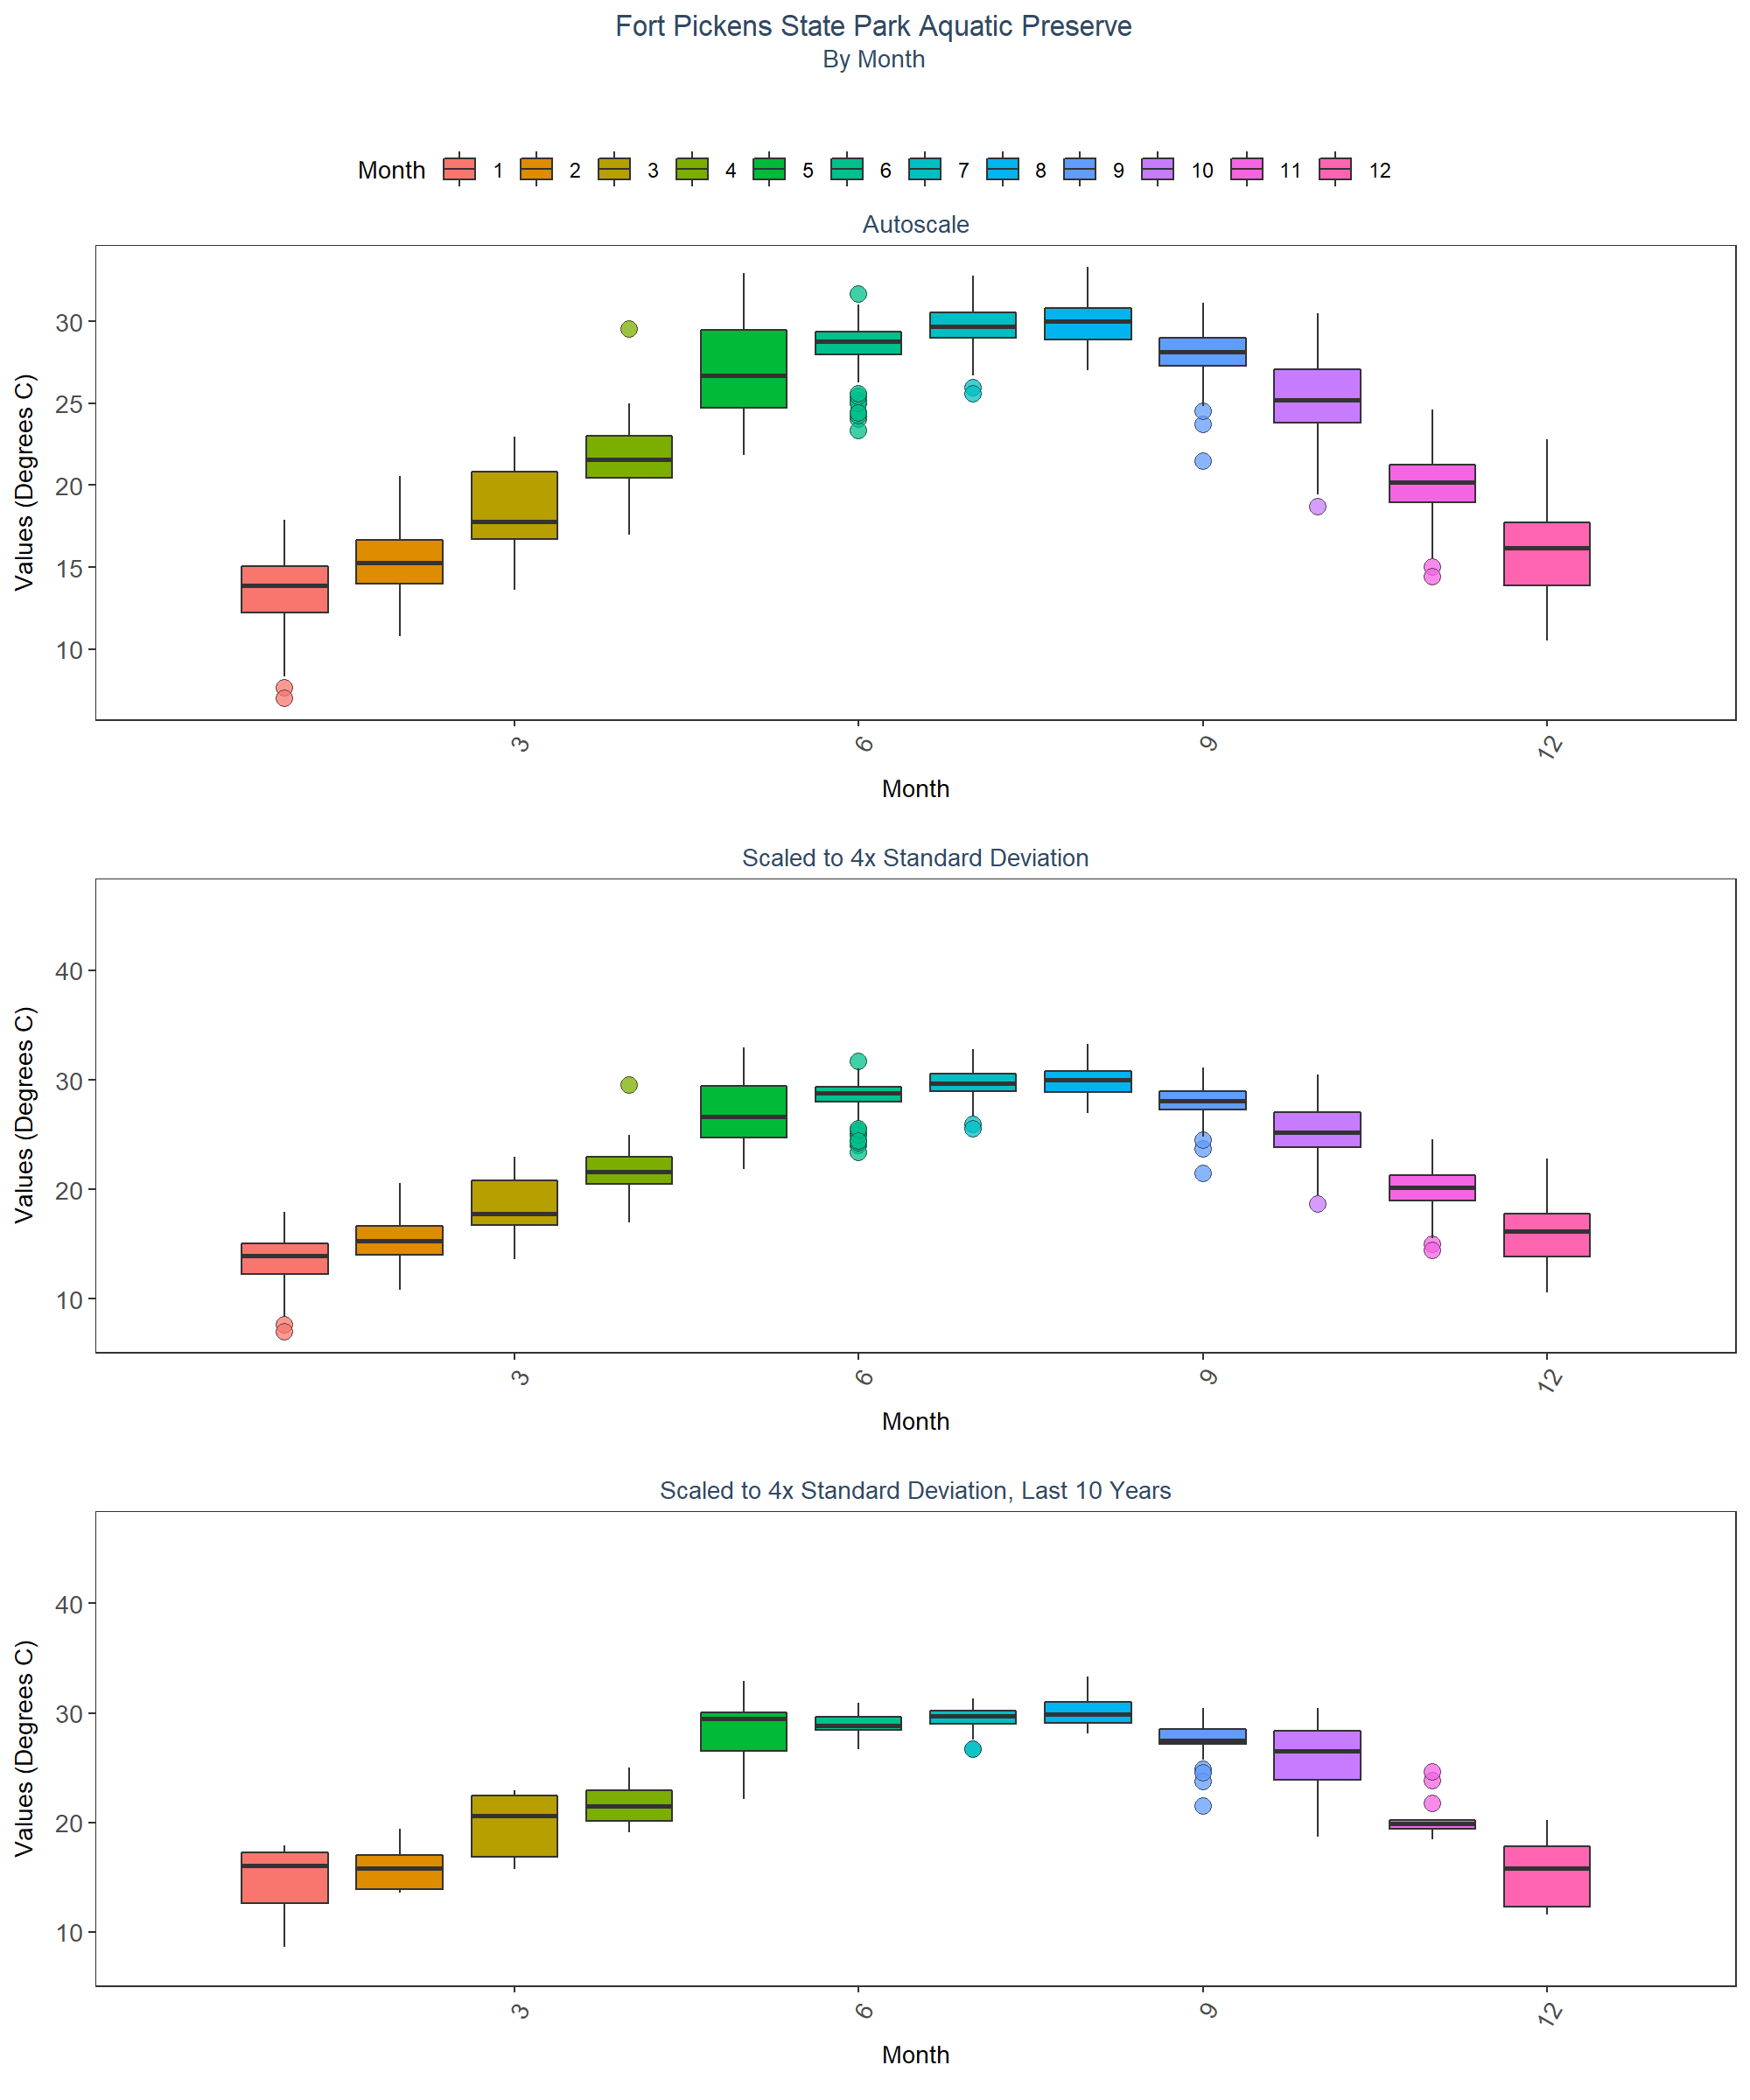 Fort Pickens State Park Aquatic Preserve
By Month
Month 1 2 3 4 5 6 7 8 9 10 11 12
Autoscale
Values (Degrees C)
30
25
20
15
10
3 6 9 12
Month
Scaled to 4x Standard Deviation
Values (Degrees C)
40
30
20
10
3 6 9 12
Month
Scaled to 4x Standard Deviation, Last 10 Years
Values (Degrees C)
40
30
20
10
3 6 9 12
Month